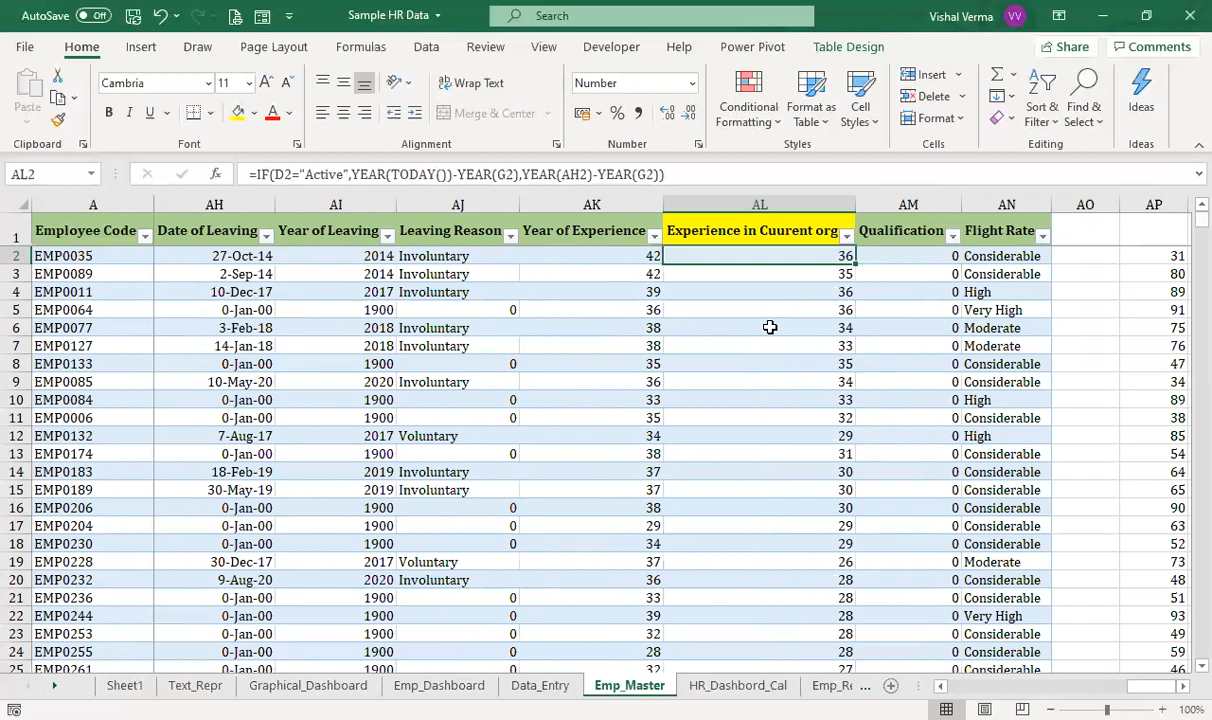 AutoSave Off Sample HR Data Search Vishal Verma VV
File Home Insert Draw Page Layout Formulas Data Review View Developer Help Power Pivot Table Design Share Comments
Cambria 11 Wrap Text Number Insert
Paste Conditional Format as Cell Delete Sort & Find & Ideas
B I U A Merge & Center % Formatting Table Styles Format Filter Select
Clipboard Font Alignment Number Styles Cells Editing Ideas
AL2 fx =IF(D2="Active",YEAR(TODAY())-YEAR(G2),YEAR(AH2)-YEAR(G2))
A AH AI AJ AK AL AM AN AO AP
1 Employee Code Date of Leaving Year of Leaving Leaving Reason Year of Experience Experience in Cuurent org Qualification Flight Rate
2 EMP0035 27-Oct-14 2014 Involuntary 42 36 0 Considerable 31
3 EMP0089 2-Sep-14 2014 Involuntary 42 35 0 Considerable 80
4 EMP0011 10-Dec-17 2017 Involuntary 39 36 0 High 89
5 EMP0064 0-Jan-00 1900 0 36 36 0 Very High 91
6 EMP0077 3-Feb-18 2018 Involuntary 38 34 0 Moderate 75
7 EMP0127 14-Jan-18 2018 Involuntary 38 33 0 Moderate 76
8 EMP0133 0-Jan-00 1900 0 35 35 0 Considerable 47
9 EMP0085 10-May-20 2020 Involuntary 36 34 0 Considerable 34
10 EMP0084 0-Jan-00 1900 0 33 33 0 High 89
11 EMP0006 0-Jan-00 1900 0 35 32 0 Considerable 38
12 EMP0132 7-Aug-17 2017 Voluntary 34 29 0 High 85
13 EMP0174 0-Jan-00 1900 0 38 31 0 Considerable 54
14 EMP0183 18-Feb-19 2019 Involuntary 37 30 0 Considerable 64
15 EMP0189 30-May-19 2019 Involuntary 37 30 0 Considerable 65
16 EMP0206 0-Jan-00 1900 0 38 30 0 Considerable 90
17 EMP0204 0-Jan-00 1900 0 29 29 0 Considerable 63
18 EMP0230 0-Jan-00 1900 0 34 29 0 Considerable 52
19 EMP0228 30-Dec-17 2017 Voluntary 37 26 0 Moderate 73
20 EMP0232 9-Aug-20 2020 Involuntary 36 28 0 Considerable 48
21 EMP0236 0-Jan-00 1900 0 33 28 0 Considerable 51
22 EMP0244 0-Jan-00 1900 0 39 28 0 Very High 93
23 EMP0253 0-Jan-00 1900 0 32 28 0 Considerable 49
24 EMP0255 0-Jan-00 1900 0 28 28 0 Considerable 59
25 EMP0261 0-Jan-00 1900 0 32 27 0 Considerable 46
Sheet1 Text_Repr Graphical_Dashboard Emp_Dashboard Data_Entry Emp_Master HR_Dashbord_Cal Emp_Re ...
100%